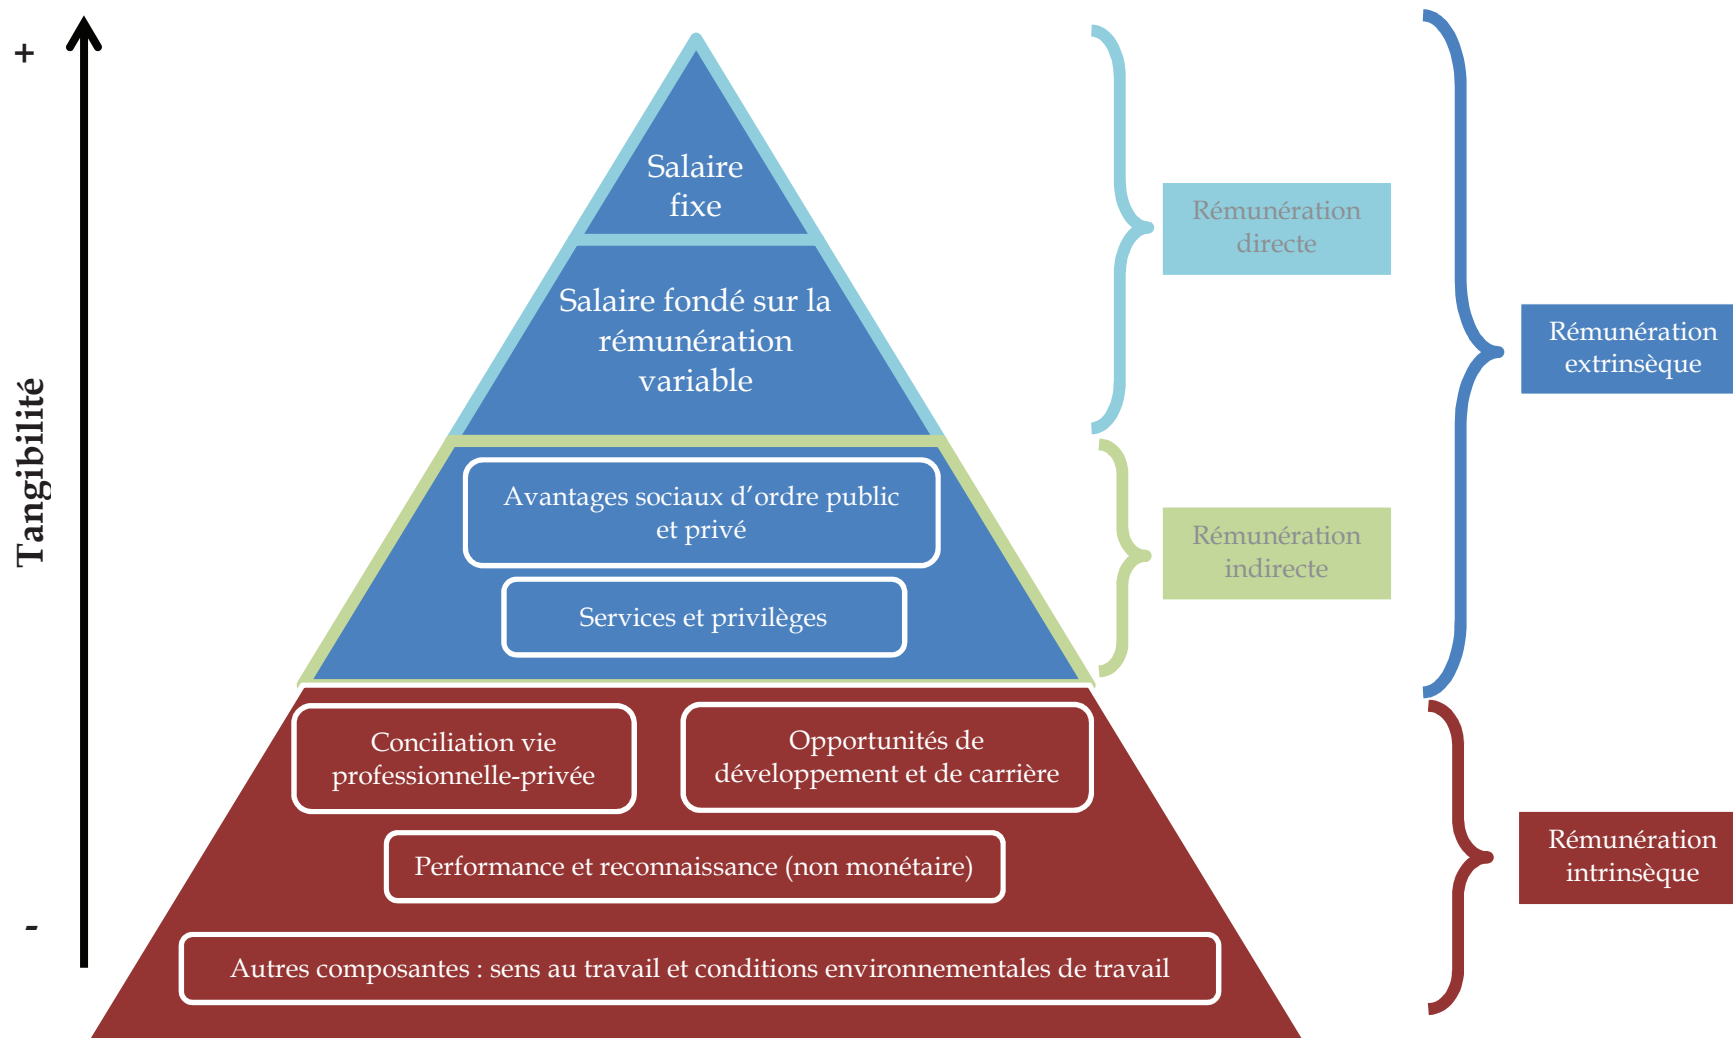 +
Tangibilité
-
Salaire
fixe
Salaire fondé sur la
rémunération
variable
Avantages sociaux d’ordre public
et privé
Services et privilèges
Conciliation vie
professionnelle-privée
Opportunités de
développement et de carrière
Performance et reconnaissance (non monétaire)
Autres composantes : sens au travail et conditions environnementales de travail
Rémunération
directe
Rémunération
indirecte
Rémunération
extrinsèque
Rémunération
intrinsèque